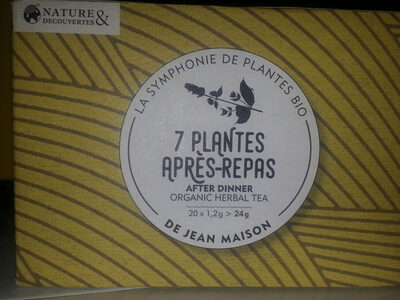 NATURE &
DECOUVERTES
LA SYMPHONIE DE PLANTES BIO
7 PLANTES
APRÈS-REPAS
AFTER DINNER
ORGANIC HERBAL TEA
20 x 1,2g > 24g
DE JEAN MAISON